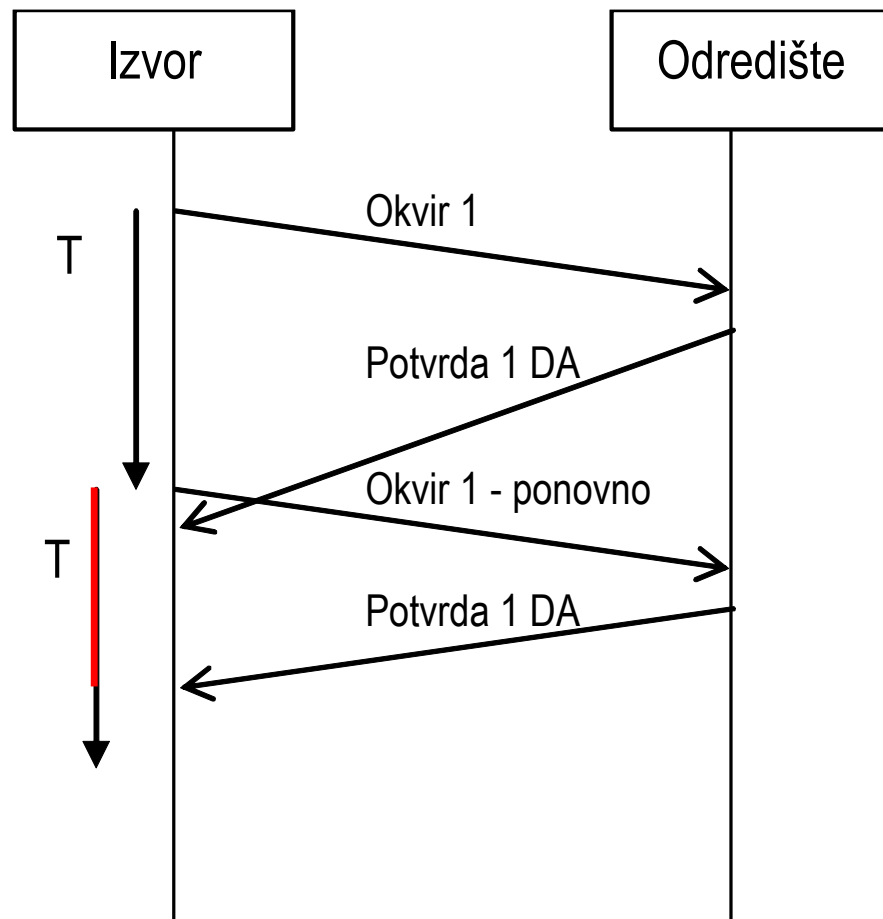 Izvor
Odredište
Okvir 1
T
Potvrda 1 DA
Okvir 1 - ponovno
T
Potvrda 1 DA